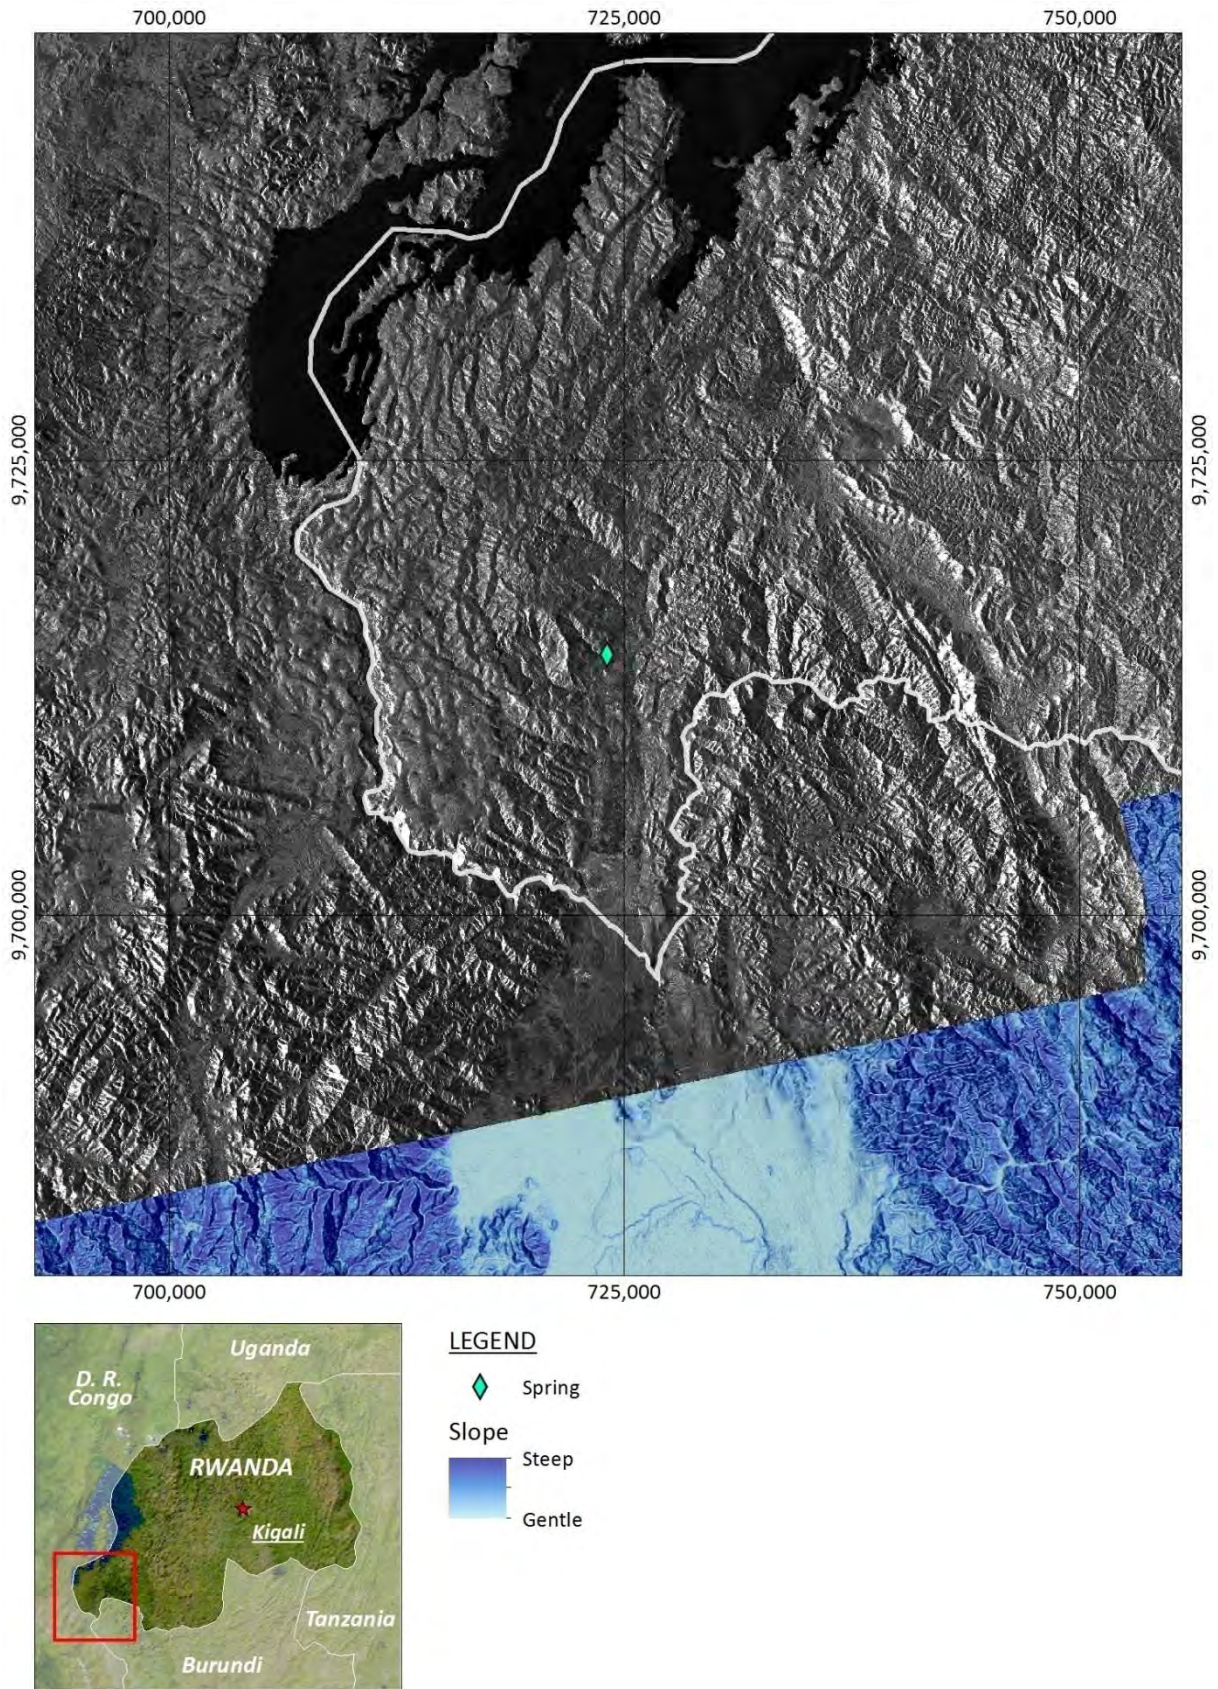 700,000 725,000 750,000
9,725,000 9,725,000
9,700,000 9,700,000
700,000 725,000 750,000
Uganda
D. R.
Congo
RWANDA
Kigali
Tanzania
Burundi
LEGEND
Spring
Slope
Steep
Gentle